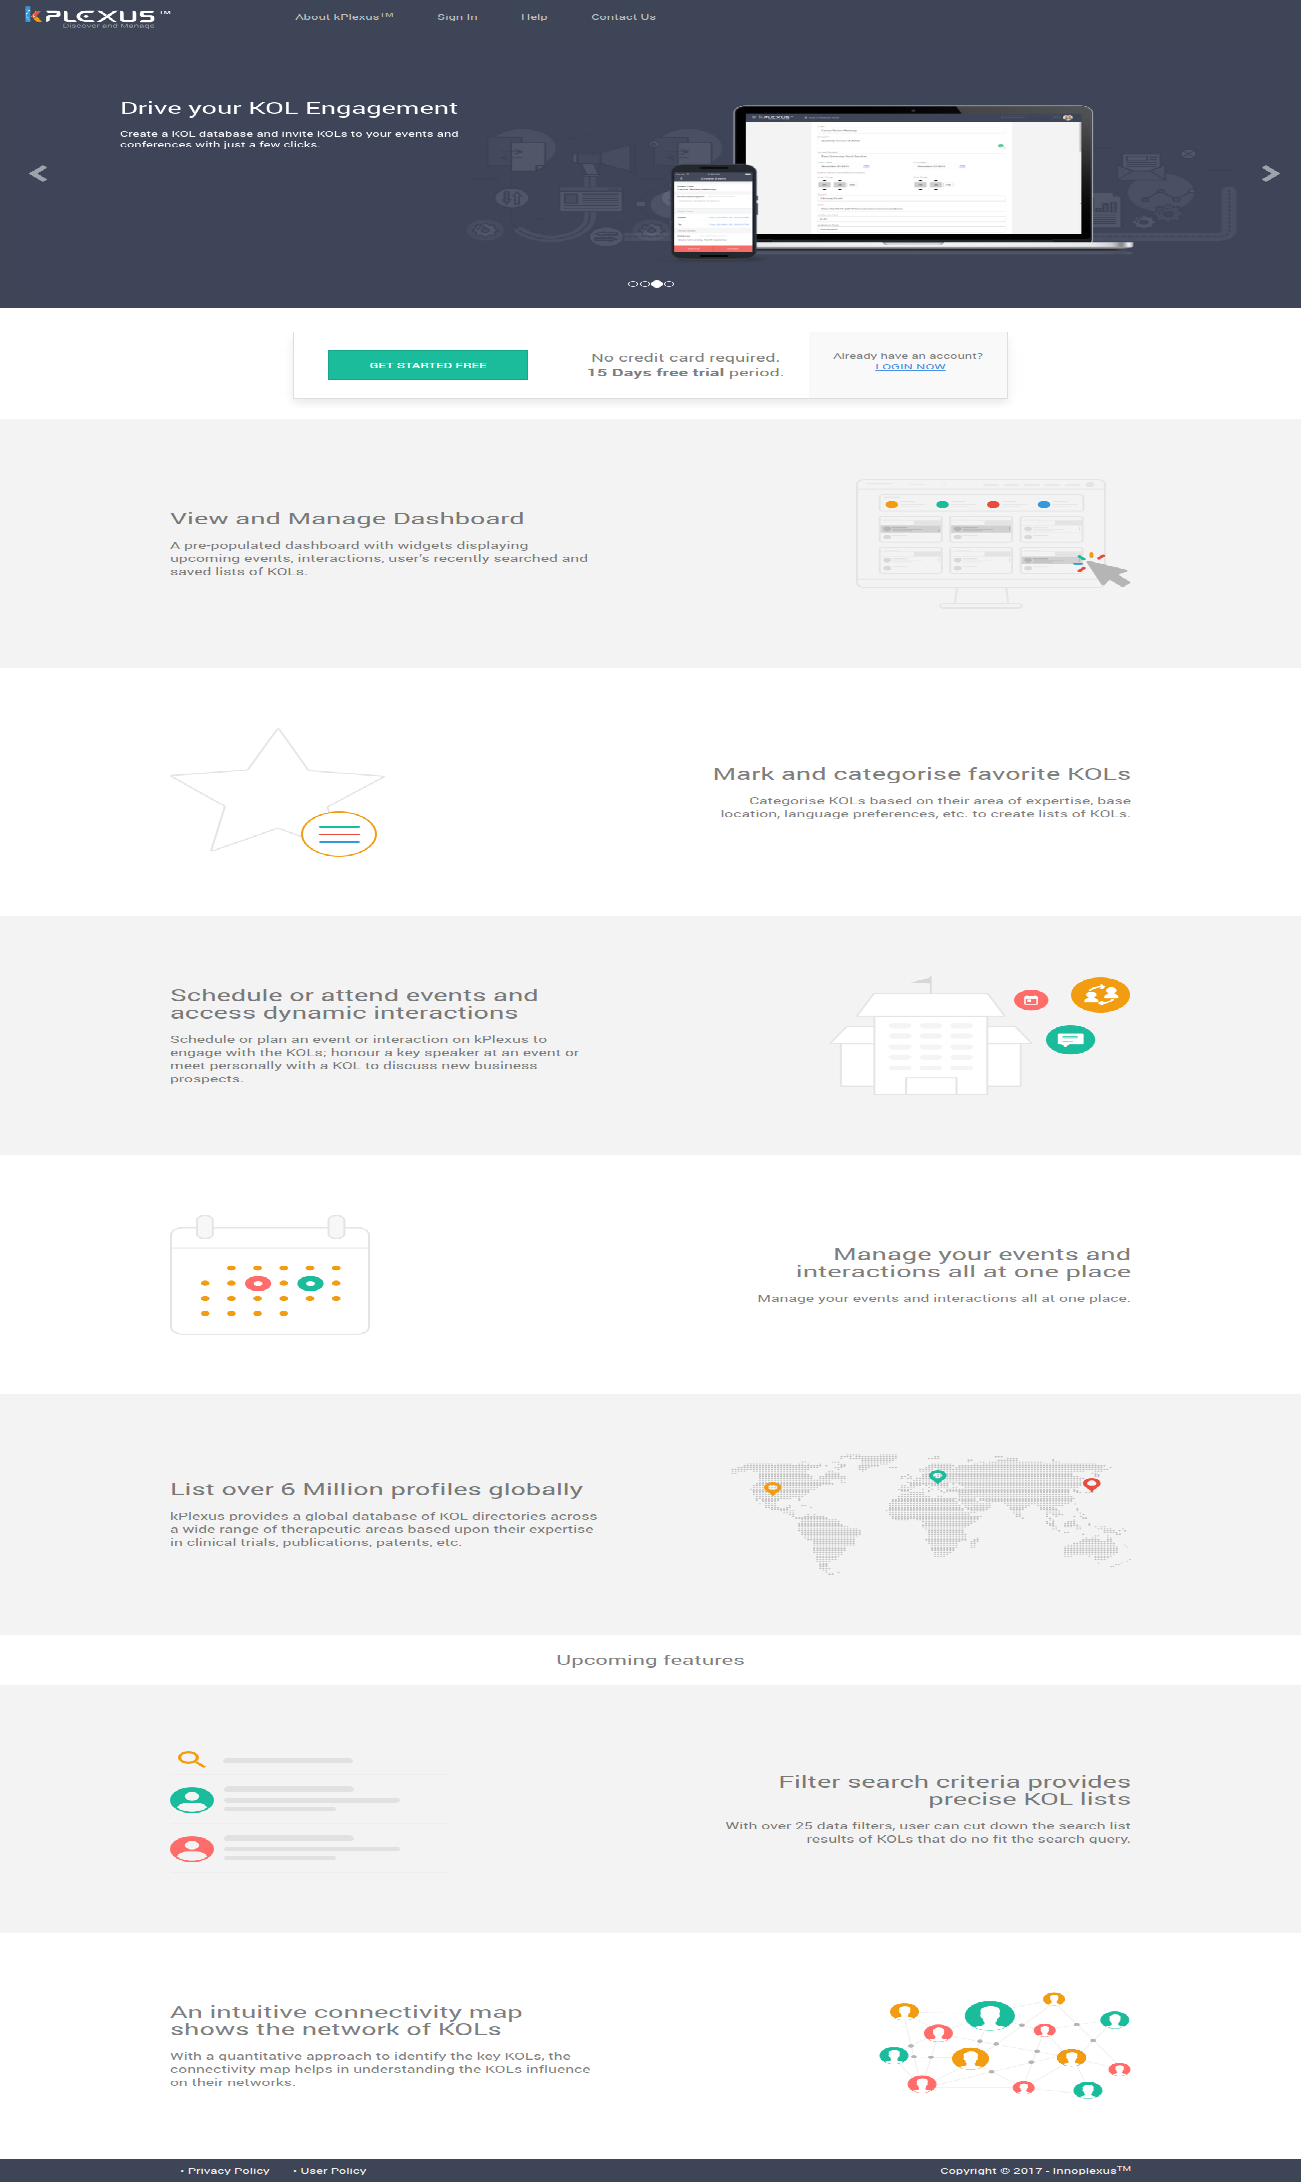 kPLEXUS™
Discover and Manage
About kPlexus™
Sign In
Help
Contact Us
Drive your KOL Engagement
Create a KOL database and invite KOLs to your events and
conferences with just a few clicks.
GET STARTED FREE
No credit card required.
15 Days free trial period.
Already have an account?
LOGIN NOW
View and Manage Dashboard
A pre-populated dashboard with widgets displaying
upcoming events, interactions, user's recently searched and
saved lists of KOLs.
Mark and categorise favorite KOLs
Categorise KOLs based on their area of expertise, base
location, language preferences, etc. to create lists of KOLs.
Schedule or attend events and
access dynamic interactions
Schedule or plan an event or interaction on kPlexus to
engage with the KOLs; honour a key speaker at an event or
meet personally with a KOL to discuss new business
prospects.
Manage your events and
interactions all at one place
Manage your events and interactions all at one place.
List over 6 Million profiles globally
kPlexus provides a global database of KOL directories across
a wide range of therapeutic areas based upon their expertise
in clinical trials, publications, patents, etc.
Upcoming features
Filter search criteria provides
precise KOL lists
With over 25 data filters, user can cut down the search list
results of KOLs that do no fit the search query.
An intuitive connectivity map
shows the network of KOLs
With a quantitative approach to identify the key KOLs, the
connectivity map helps in understanding the KOLs influence
on their networks.
• Privacy Policy
• User Policy
Copyright © 2017 - Innoplexus™